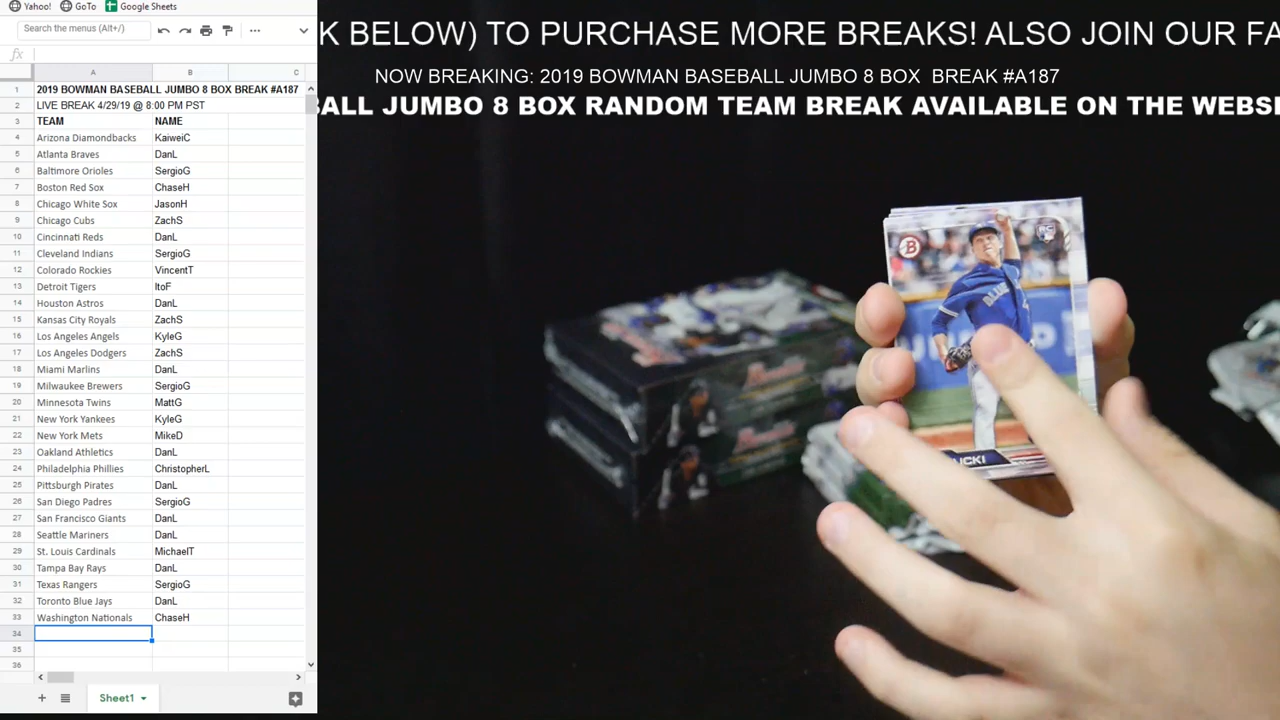 Yahoo! GoTo Google Sheets
Search the menus (Alt+/)
fx
A B C
1 2019 BOWMAN BASEBALL JUMBO 8 BOX BREAK #A187
2 LIVE BREAK 4/29/19 @ 8:00 PM PST
3 TEAM NAME
4 Arizona Diamondbacks KaiweiC
5 Atlanta Braves DanL
6 Baltimore Orioles SergioG
7 Boston Red Sox ChaseH
8 Chicago White Sox JasonH
9 Chicago Cubs ZachS
10 Cincinnati Reds DanL
11 Cleveland Indians SergioG
12 Colorado Rockies VincentT
13 Detroit Tigers ItoF
14 Houston Astros DanL
15 Kansas City Royals ZachS
16 Los Angeles Angels KyleG
17 Los Angeles Dodgers ZachS
18 Miami Marlins DanL
19 Milwaukee Brewers SergioG
20 Minnesota Twins MattG
21 New York Yankees KyleG
22 New York Mets MikeD
23 Oakland Athletics DanL
24 Philadelphia Phillies ChristopherL
25 Pittsburgh Pirates DanL
26 San Diego Padres SergioG
27 San Francisco Giants DanL
28 Seattle Mariners DanL
29 St. Louis Cardinals MichaelT
30 Tampa Bay Rays DanL
31 Texas Rangers SergioG
32 Toronto Blue Jays DanL
33 Washington Nationals ChaseH
34
35
36
Sheet1
K BELOW) TO PURCHASE MORE BREAKS! ALSO JOIN OUR FA
NOW BREAKING: 2019 BOWMAN BASEBALL JUMBO 8 BOX BREAK #A187
BALL JUMBO 8 BOX RANDOM TEAM BREAK AVAILABLE ON THE WEBSI
B
RC
BLUE
UCKI
Bowman
Bowman